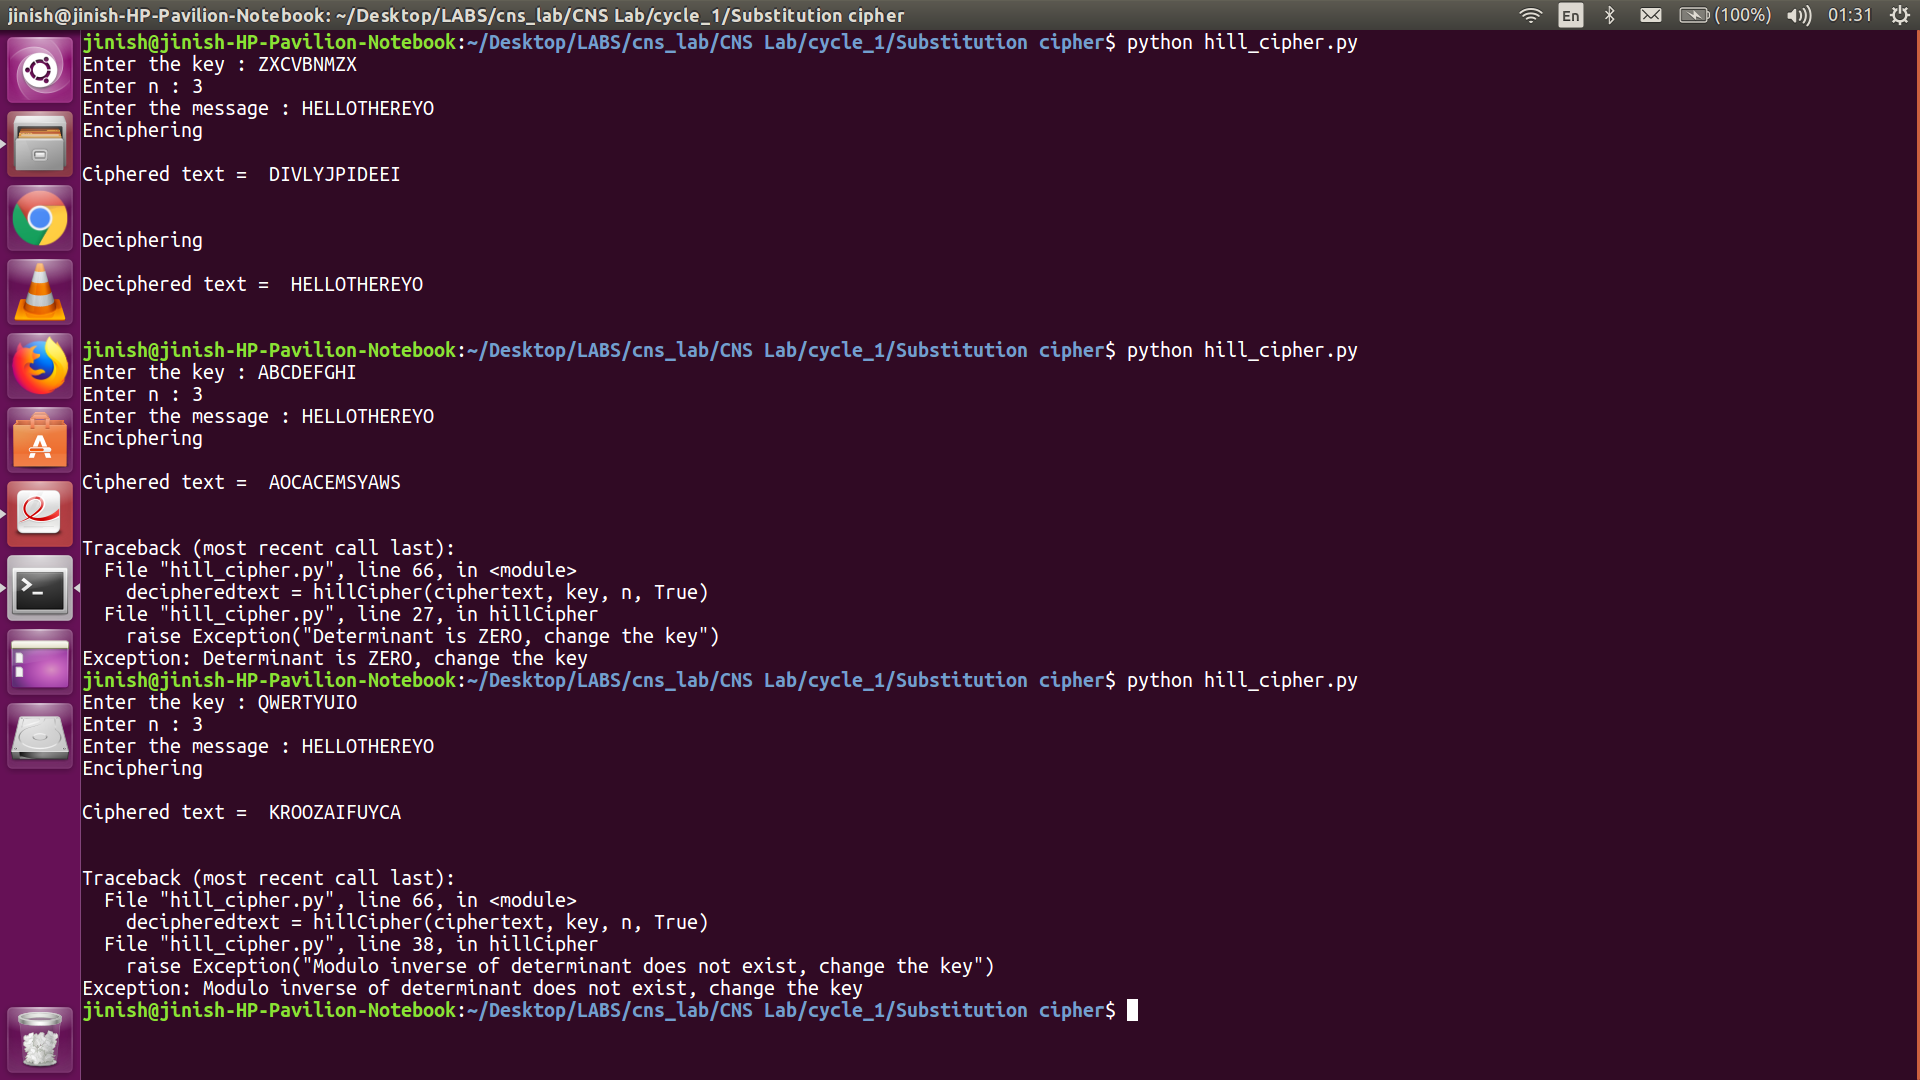 jinish@jinish-HP-Pavilion-Notebook: ~/Desktop/LABS/cns_lab/CNS Lab/cycle_1/Substitution cipher En (100%) 01:31
jinish@jinish-HP-Pavilion-Notebook:~/Desktop/LABS/cns_lab/CNS Lab/cycle_1/Substitution cipher$ python hill_cipher.py
Enter the key : ZXCVBNMZX
Enter n : 3
Enter the message : HELLOTHEREYO
Enciphering
Ciphered text =  DIVLYJPIDEEI
Deciphering
Deciphered text =  HELLOTHEREYO
jinish@jinish-HP-Pavilion-Notebook:~/Desktop/LABS/cns_lab/CNS Lab/cycle_1/Substitution cipher$ python hill_cipher.py
Enter the key : ABCDEFGHI
Enter n : 3
Enter the message : HELLOTHEREYO
Enciphering
Ciphered text =  AOCACEMSYAWS
Traceback (most recent call last):
  File "hill_cipher.py", line 66, in <module>
    decipheredtext = hillCipher(ciphertext, key, n, True)
  File "hill_cipher.py", line 27, in hillCipher
    raise Exception("Determinant is ZERO, change the key")
Exception: Determinant is ZERO, change the key
jinish@jinish-HP-Pavilion-Notebook:~/Desktop/LABS/cns_lab/CNS Lab/cycle_1/Substitution cipher$ python hill_cipher.py
Enter the key : QWERTYUIO
Enter n : 3
Enter the message : HELLOTHEREYO
Enciphering
Ciphered text =  KROOZAIFUYCA
Traceback (most recent call last):
  File "hill_cipher.py", line 66, in <module>
    decipheredtext = hillCipher(ciphertext, key, n, True)
  File "hill_cipher.py", line 38, in hillCipher
    raise Exception("Modulo inverse of determinant does not exist, change the key")
Exception: Modulo inverse of determinant does not exist, change the key
jinish@jinish-HP-Pavilion-Notebook:~/Desktop/LABS/cns_lab/CNS Lab/cycle_1/Substitution cipher$